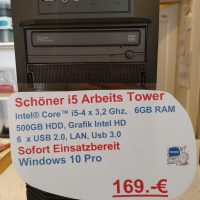 Schöner i5 Arbeits Tower
Intel® Core™ i5-4 x 3,2 Ghz, 6GB RAM
500GB HDD, Grafik Intel HD
6 x USB 2.0, LAN, Usb 3.0
Sofort Einsatzbereit
Windows 10 Pro
169.-€